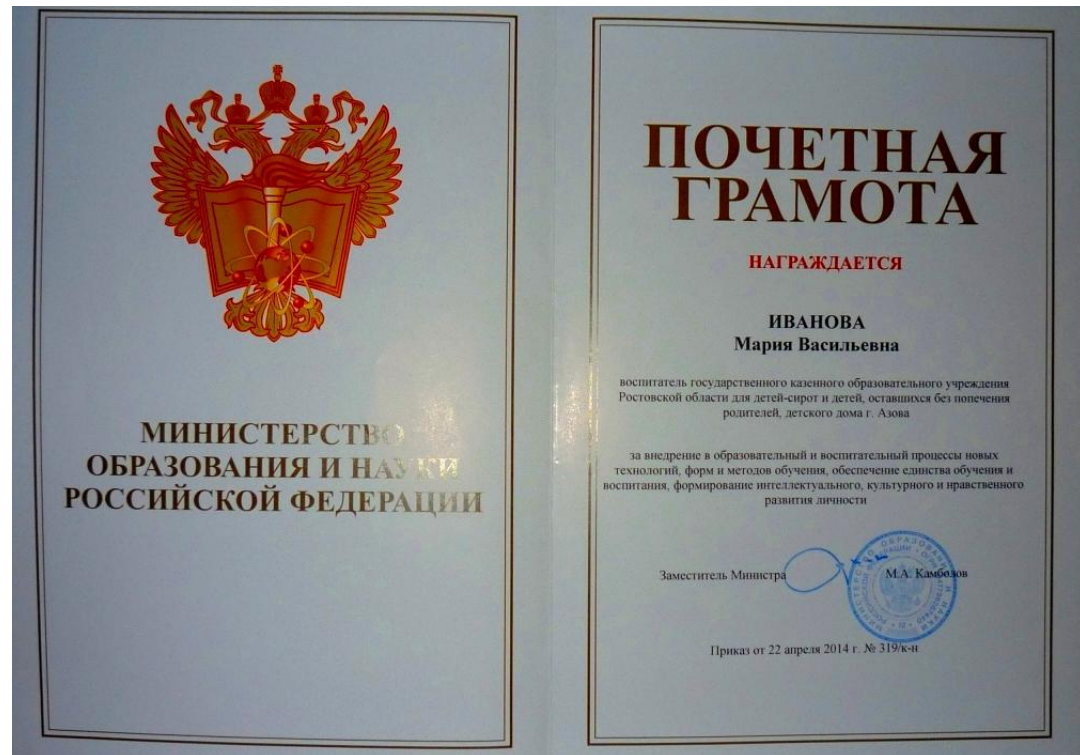 МИНИСТЕРСТВО
ОБРАЗОВАНИЯ И НАУКИ
РОССИЙСКОЙ ФЕДЕРАЦИИ
ПОЧЕТНАЯ
ГРАМОТА
НАГРАЖДАЕТСЯ
ИВАНОВА
Мария Васильевна
воспитатель государственного казенного образовательного учреждения
Ростовской области для детей-сирот и детей, оставшихся без попечения
родителей, детского дома г. Азова
за внедрение в образовательный и воспитательный процессы новых
технологий, форм и методов обучения, обеспечение единства обучения и
воспитания, формирование интеллектуального, культурного и нравственного
развития личности
Заместитель Министра М.А. Камболов
Приказ от 22 апреля 2014 г. № 319/к-н